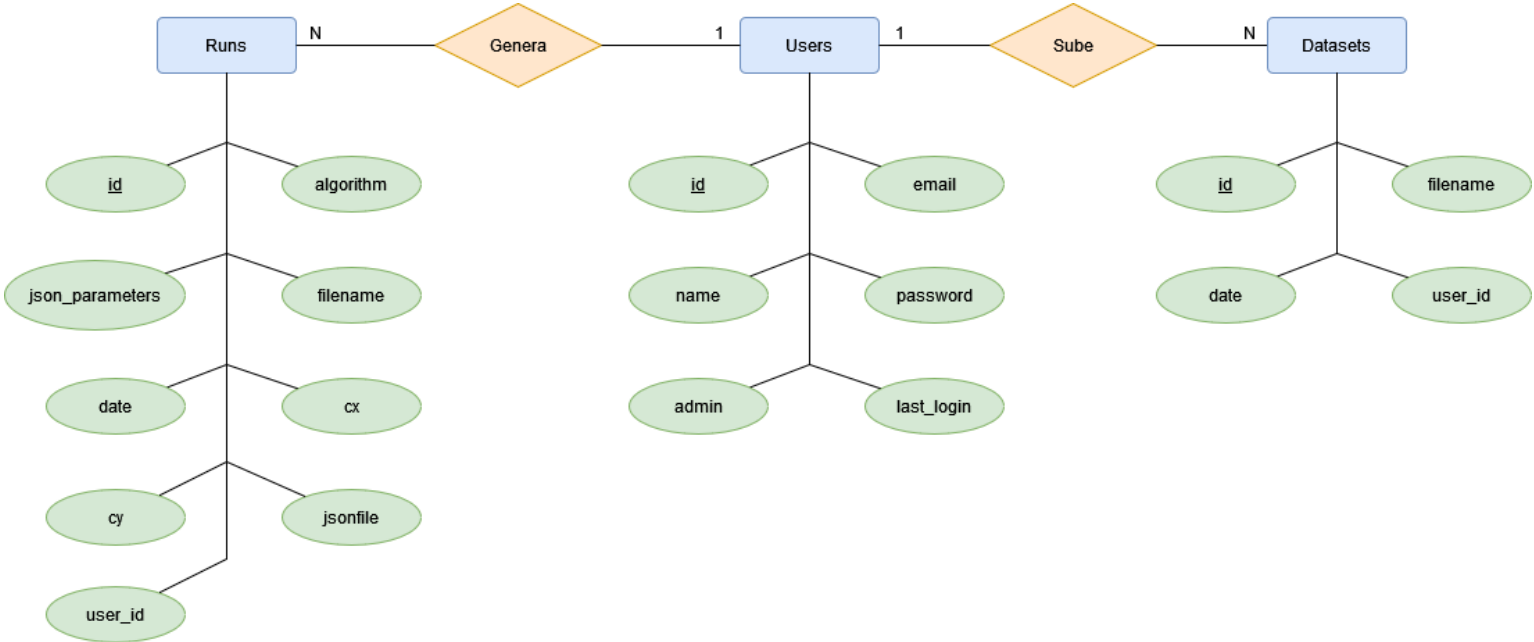 Runs
N
Genera
1
Users
1
Sube
N
Datasets
id
algorithm
id
email
id
filename
json_parameters
filename
name
password
date
user_id
date
cx
admin
last_login
cy
jsonfile
user_id